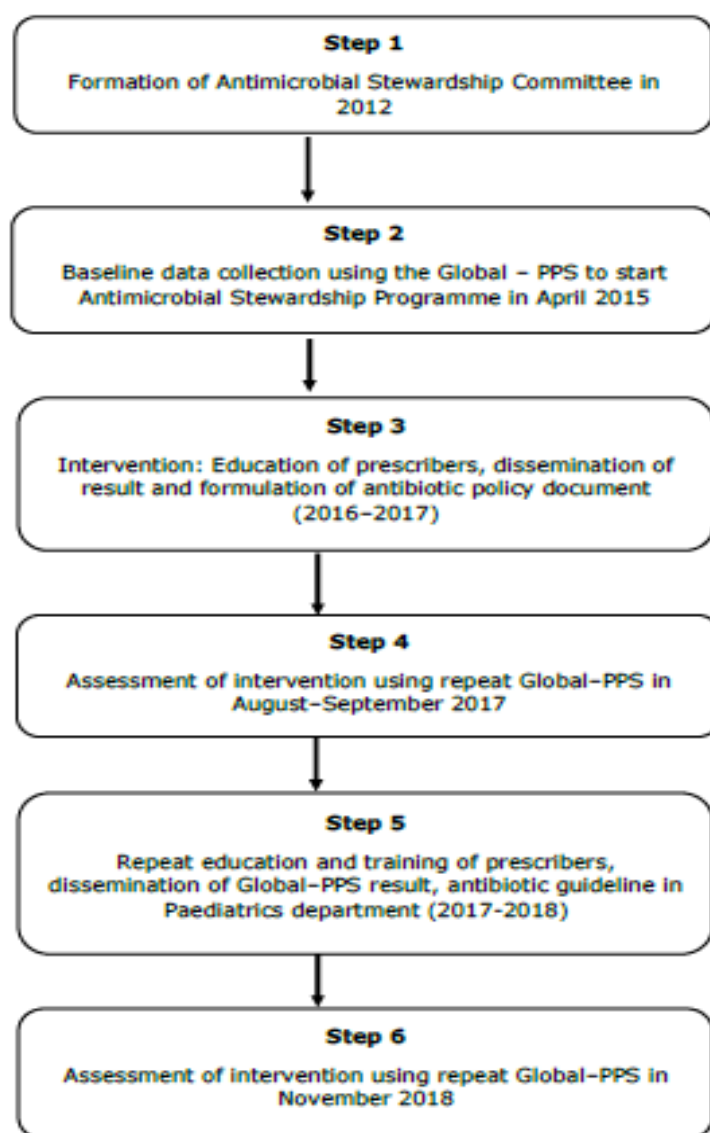 Step 1
Formation of Antimicrobial Stewardship Committee in
2012
Step 2
Baseline data collection using the Global – PPS to start
Antimicrobial Stewardship Programme in April 2015
Step 3
Intervention: Education of prescribers, dissemination of
result and formulation of antibiotic policy document
(2016–2017)
Step 4
Assessment of intervention using repeat Global–PPS in
August–September 2017
Step 5
Repeat education and training of prescribers,
dissemination of Global–PPS result, antibiotic guideline in
Paediatrics department (2017-2018)
Step 6
Assessment of intervention using repeat Global–PPS in
November 2018